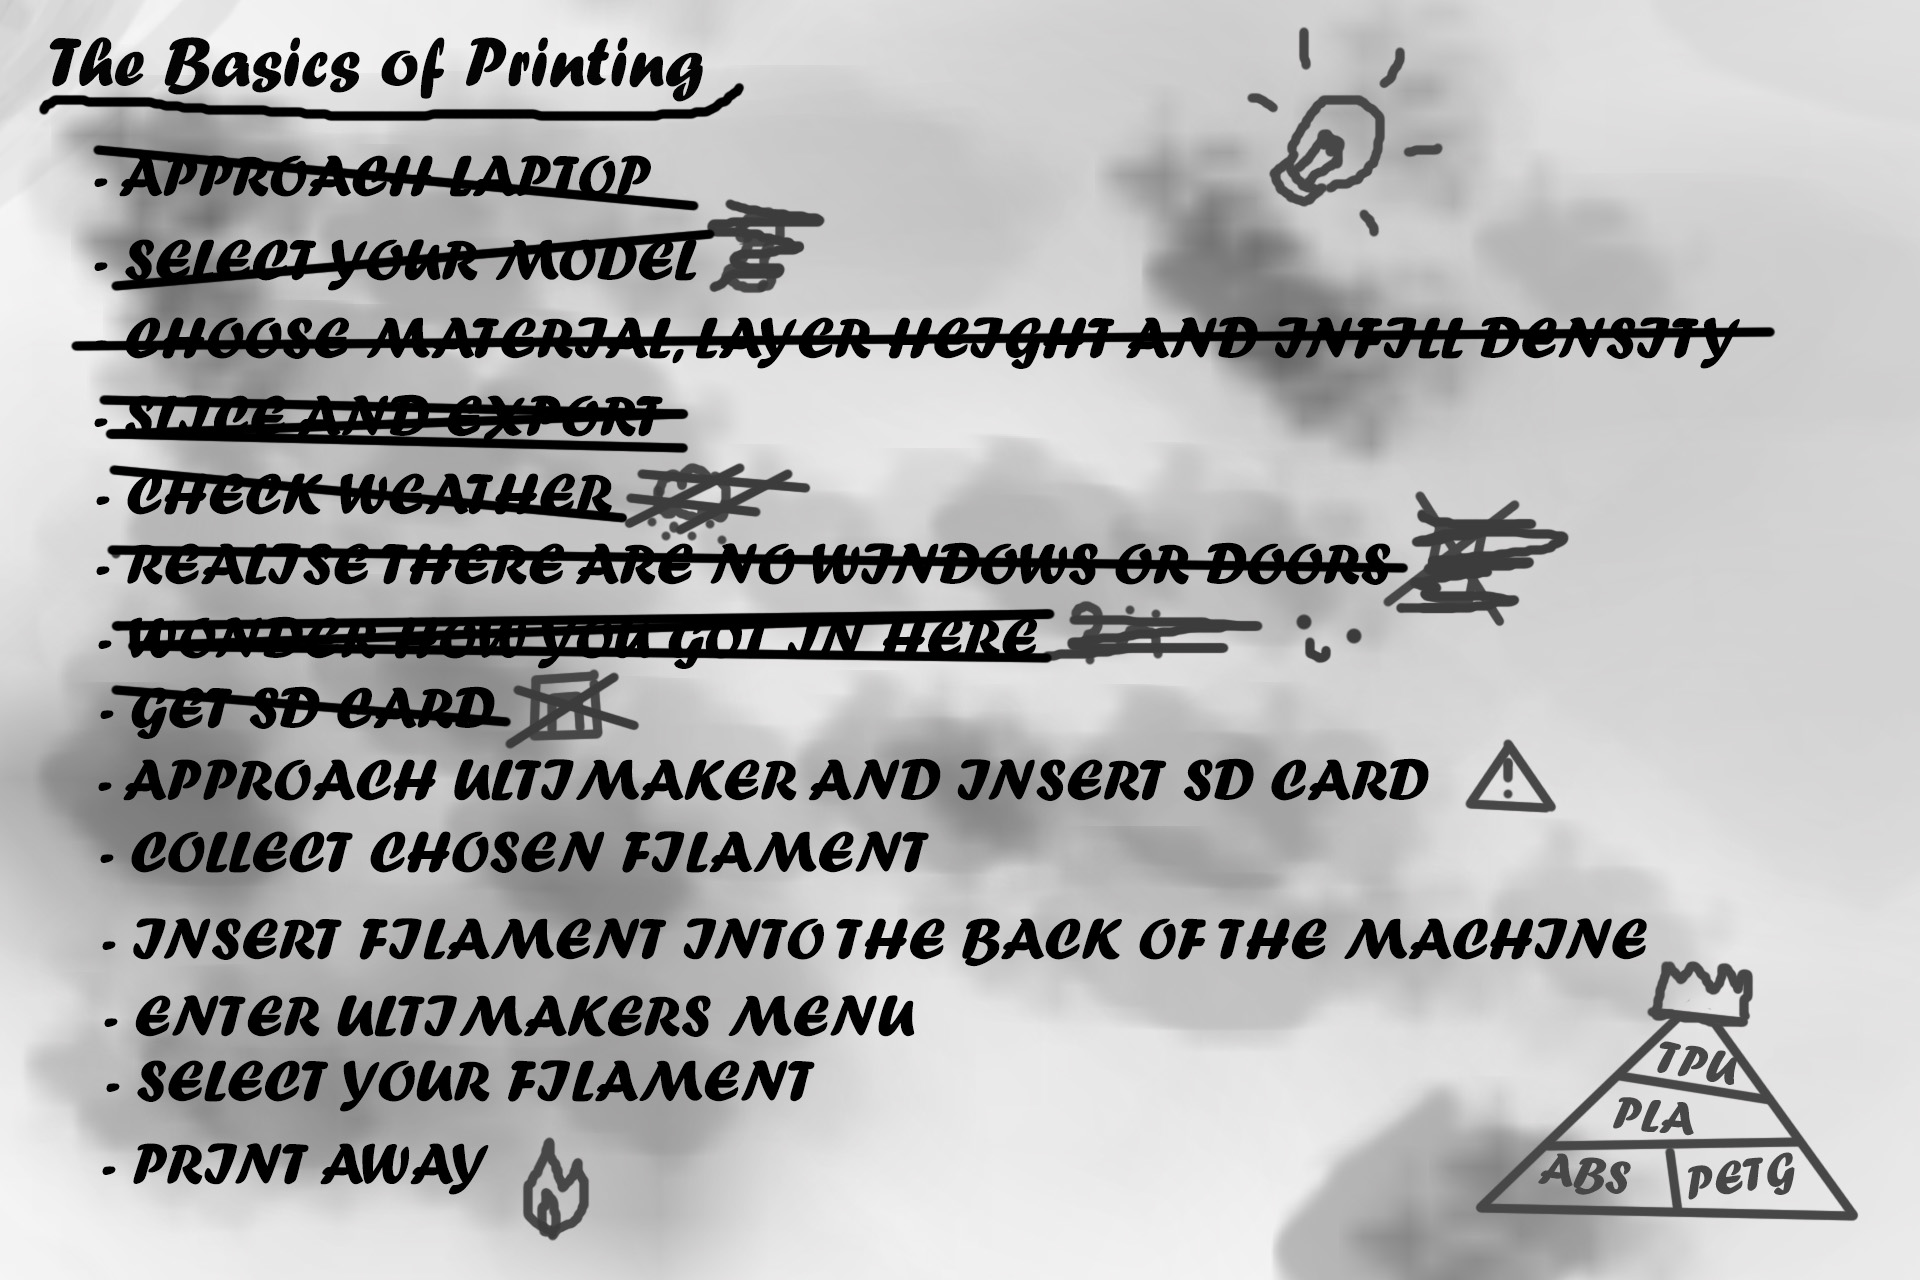 The Basics of Printing
- APPROACH LAPTOP
- SELECT YOUR MODEL
- CHOOSE MATERIAL, LAYER HEIGHT AND INFILL DENSITY
- SLICE AND EXPORT
- CHECK WEATHER
- REALISE THERE ARE NO WINDOWS OR DOORS
- WONDER HOW YOU GOT IN HERE
- GET SD CARD
- APPROACH ULTIMAKER AND INSERT SD CARD
- COLLECT CHOSEN FILAMENT
- INSERT FILAMENT INTO THE BACK OF THE MACHINE
- ENTER ULTIMAKERS MENU
- SELECT YOUR FILAMENT
- PRINT AWAY
TPU
PLA
ABS PETG